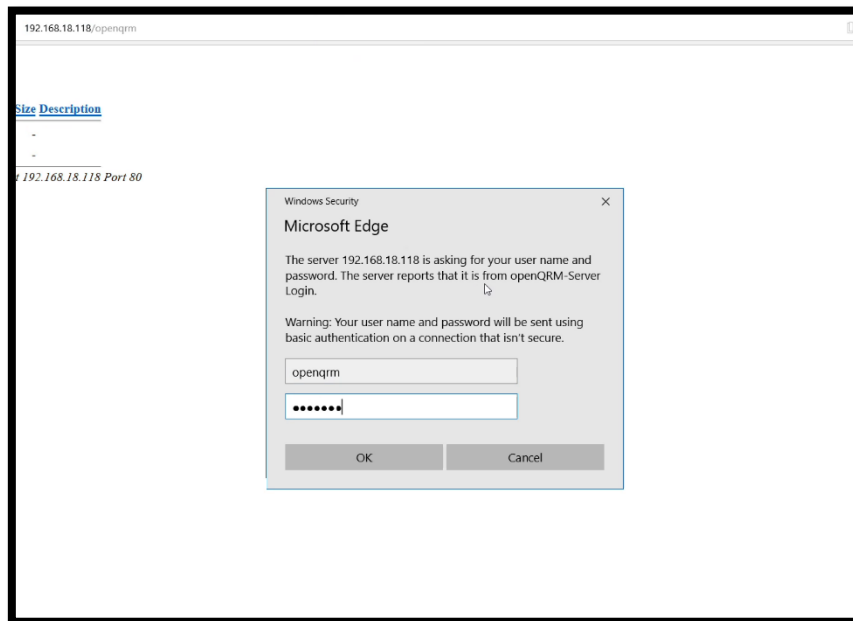 192.168.18.118/openqrm
Size Description
-
-
t 192.168.18.118 Port 80
Windows Security
Microsoft Edge
The server 192.168.18.118 is asking for your user name and
password. The server reports that it is from openQRM-Server
Login.
Warning: Your user name and password will be sent using
basic authentication on a connection that isn't secure.
openqrm
•••••••
OK Cancel